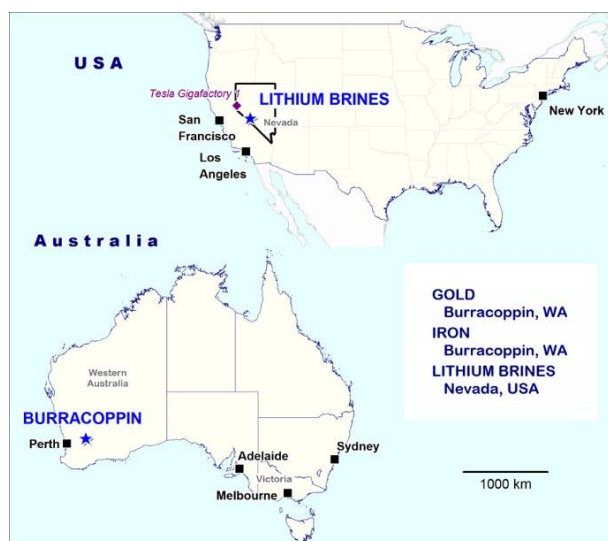 USA
Tesla Gigafactory 1
LITHIUM BRINES
Nevada
San
Francisco
Los
Angeles
New York
Australia
GOLD
Burracoppin, WA
IRON
Burracoppin, WA
LITHIUM BRINES
Nevada, USA
Western
Australia
BURRACOPPIN
Perth
Adelaide
Sydney
Victoria
Melbourne
1000 km